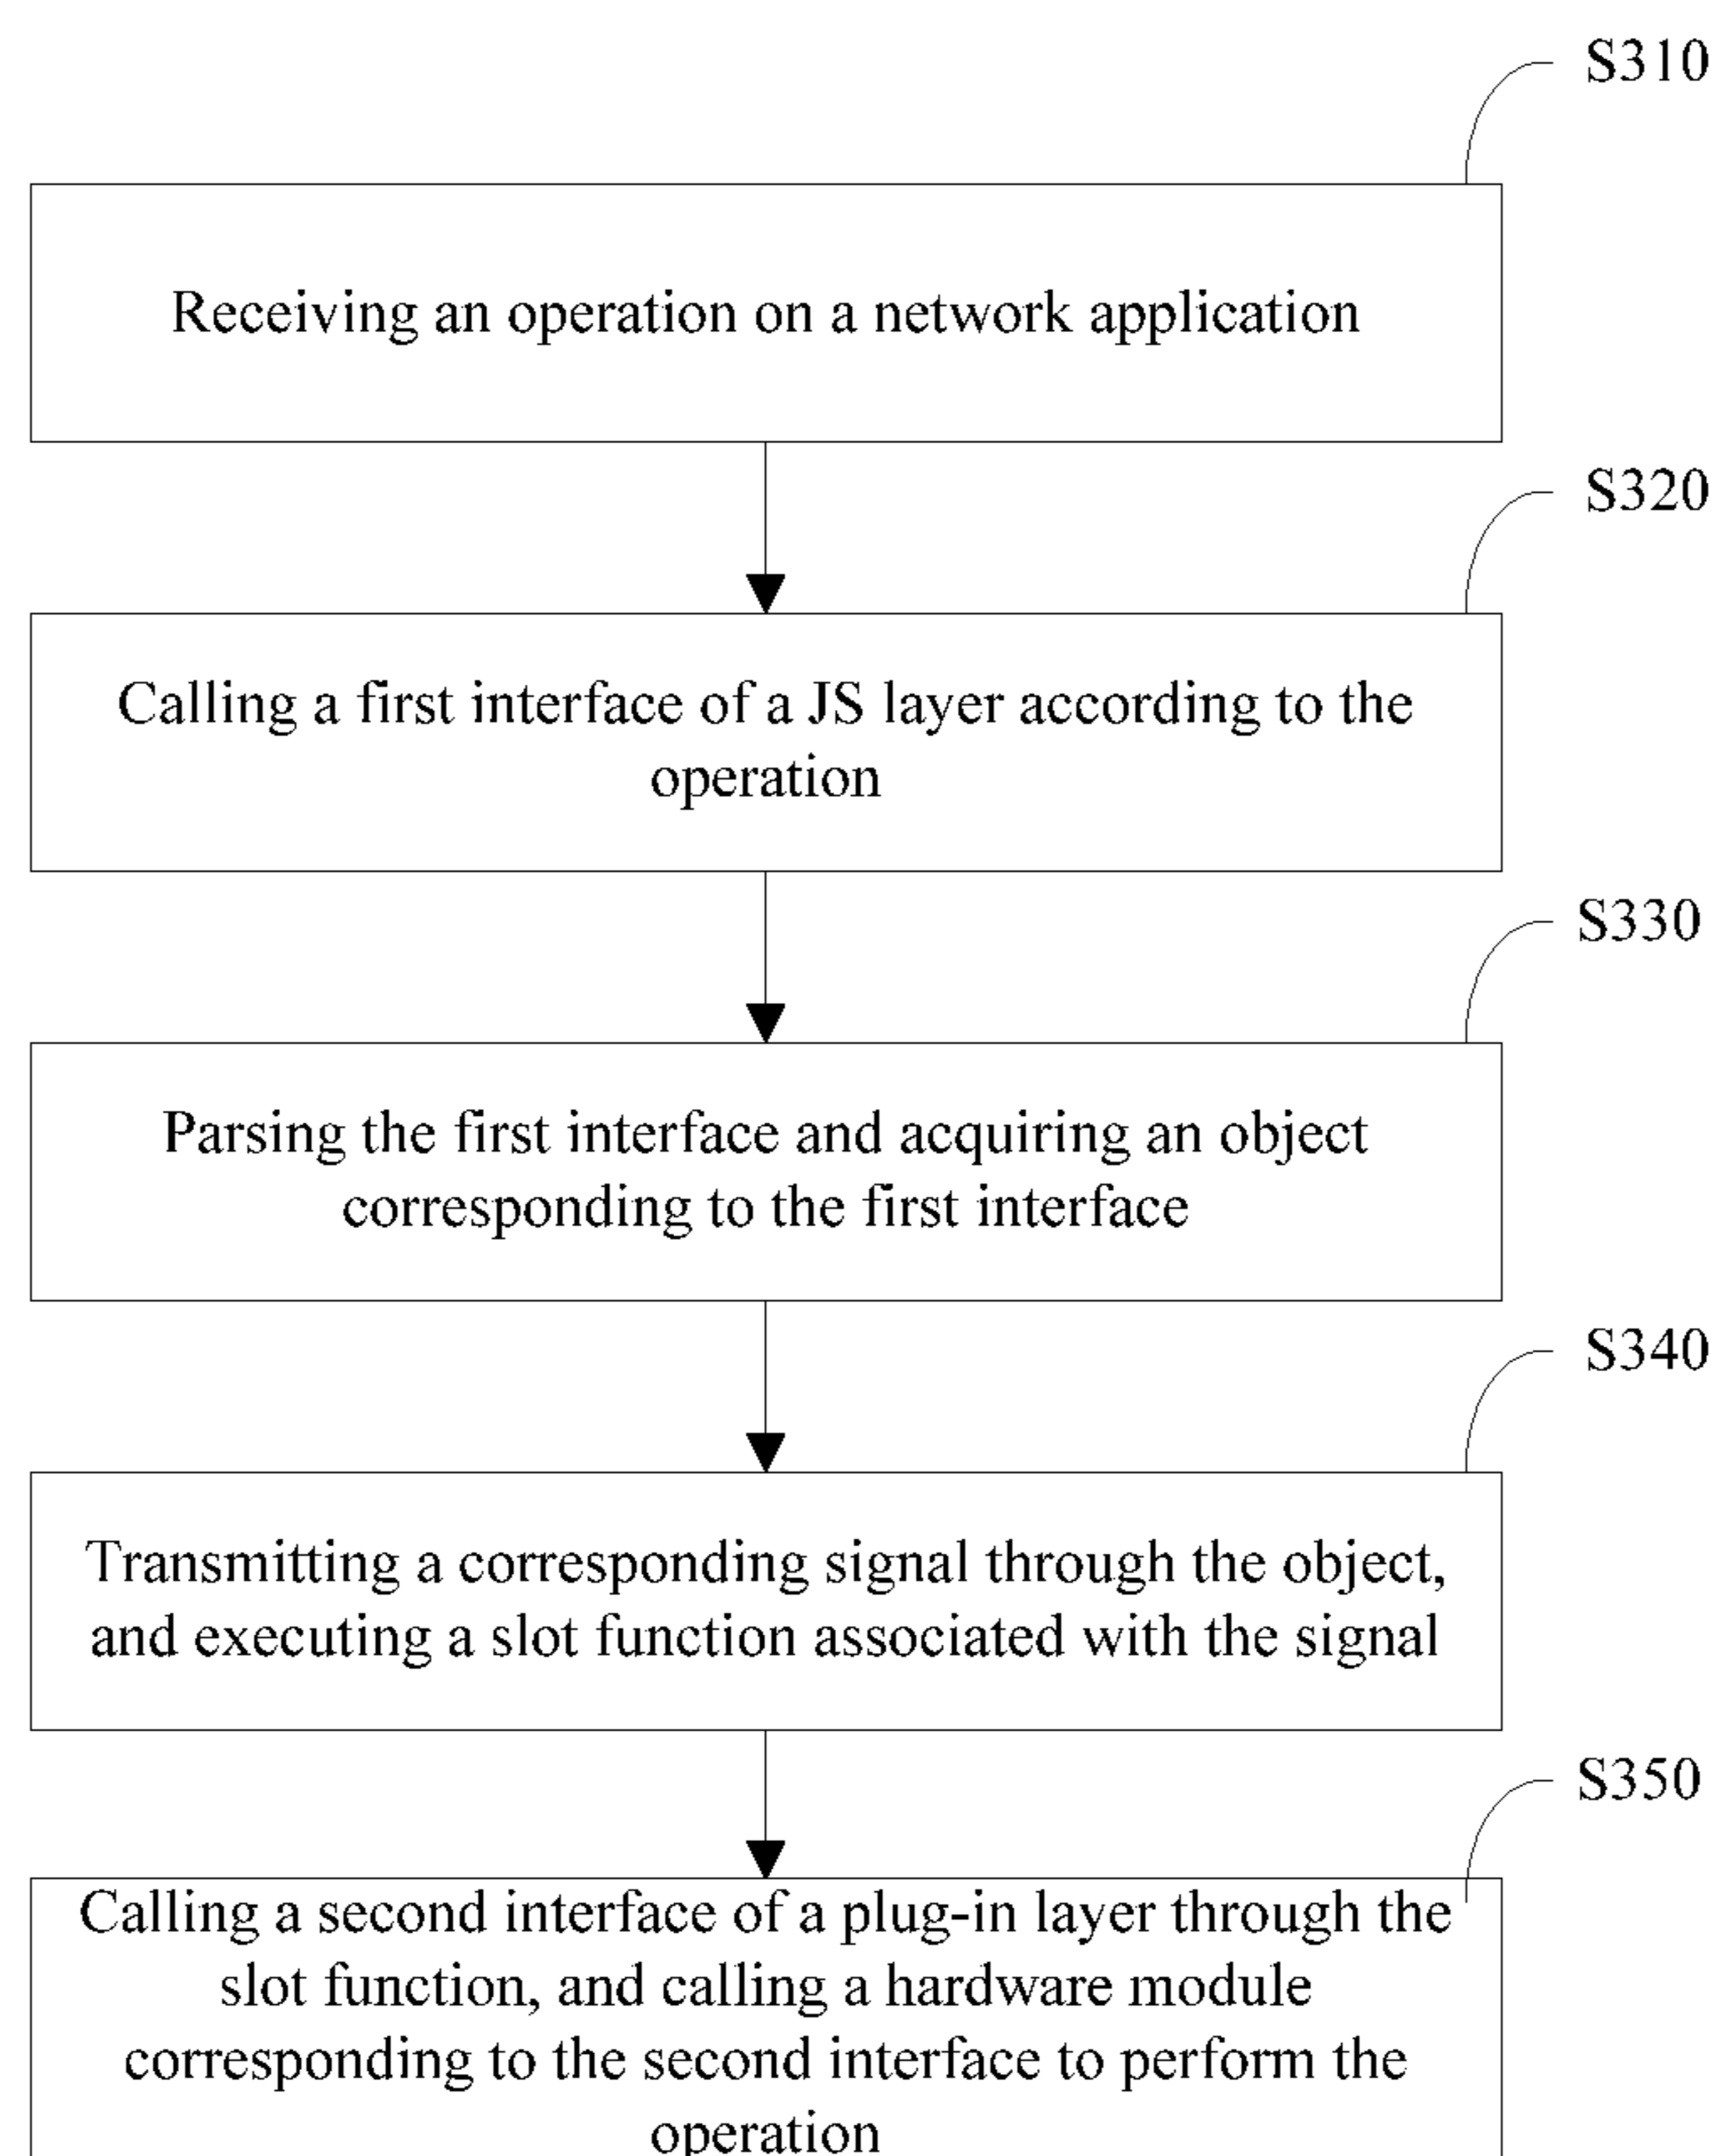 S310
Receiving an operation on a network application
S320
Calling a first interface of a JS layer according to the
operation
S330
Parsing the first interface and acquiring an object
corresponding to the first interface
S340
Transmitting a corresponding signal through the object,
and executing a slot function associated with the signal
S350
Calling a second interface of a plug-in layer through the
slot function, and calling a hardware module
corresponding to the second interface to perform the
operation